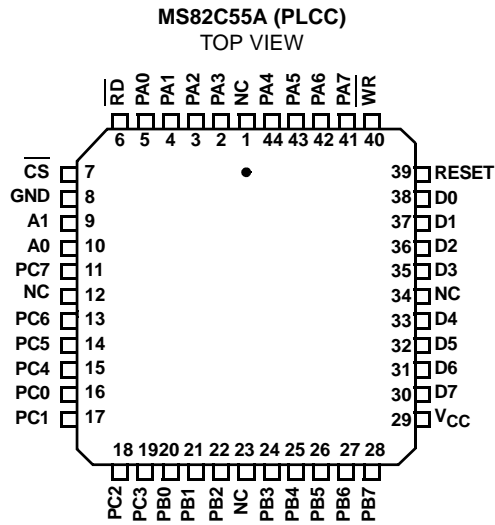 MS82C55A (PLCC)
TOP VIEW
RD PA0 PA1 PA2 PA3 NC PA4 PA5 PA6 PA7 WR
6 5 4 3 2 1 44 43 42 41 40
CS 7
GND 8
A1 9
A0 10
PC7 11
NC 12
PC6 13
PC5 14
PC4 15
PC0 16
PC1 17
39 RESET
38 D0
37 D1
36 D2
35 D3
34 NC
33 D4
32 D5
31 D6
30 D7
29 VCC
18 19 20 21 22 23 24 25 26 27 28
PC2 PC3 PB0 PB1 PB2 NC PB3 PB4 PB5 PB6 PB7